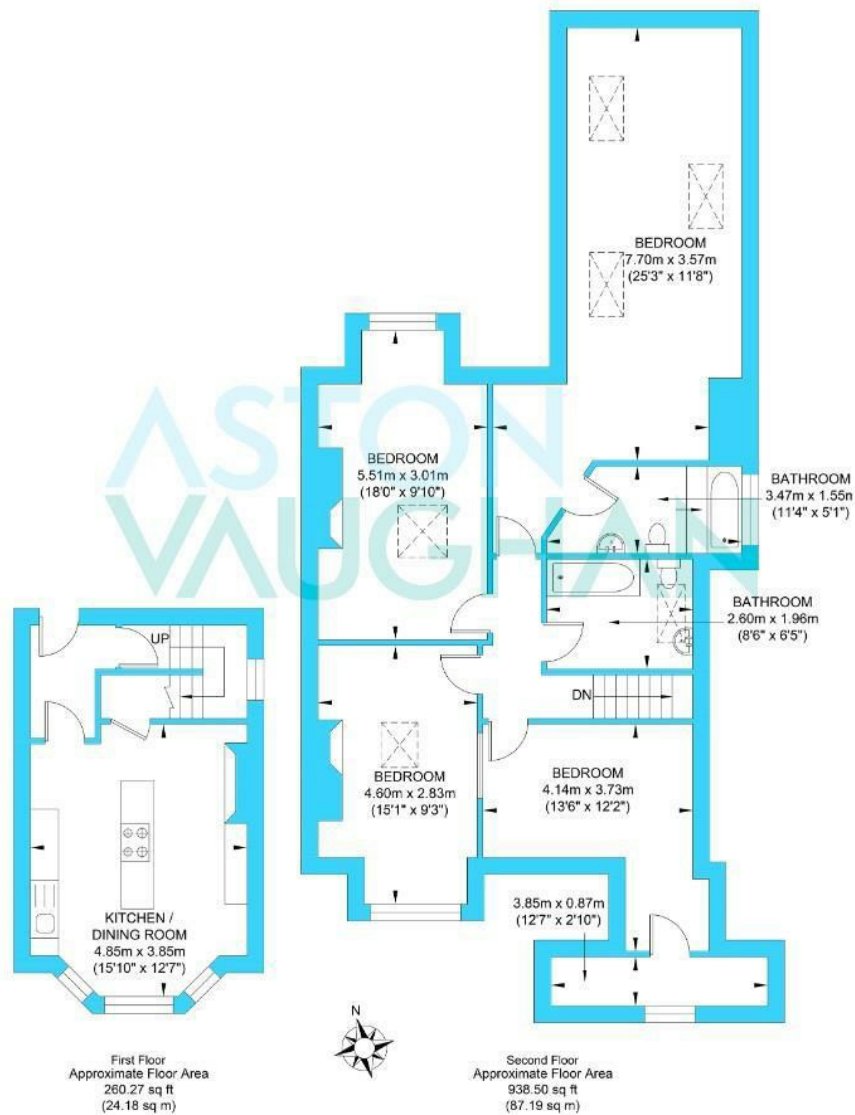 BEDROOM
7.70m x 3.57m
(25'3" x 11'8")
ASTON
VAUGHAN
BEDROOM
5.51m x 3.01m
(18'0" x 9'10")
BATHROOM
3.47m x 1.55m
(11'4" x 5'1")
BATHROOM
2.60m x 1.96m
(8'6" x 6'5")
UP
DN
BEDROOM
4.60m x 2.83m
(15'1" x 9'3")
BEDROOM
4.14m x 3.73m
(13'6" x 12'2")
3.85m x 0.87m
(12'7" x 2'10")
KITCHEN /
DINING ROOM
4.85m x 3.85m
(15'10" x 12'7")
N
First Floor
Approximate Floor Area
260.27 sq ft
(24.18 sq m)
Second Floor
Approximate Floor Area
938.50 sq ft
(87.19 sq m)